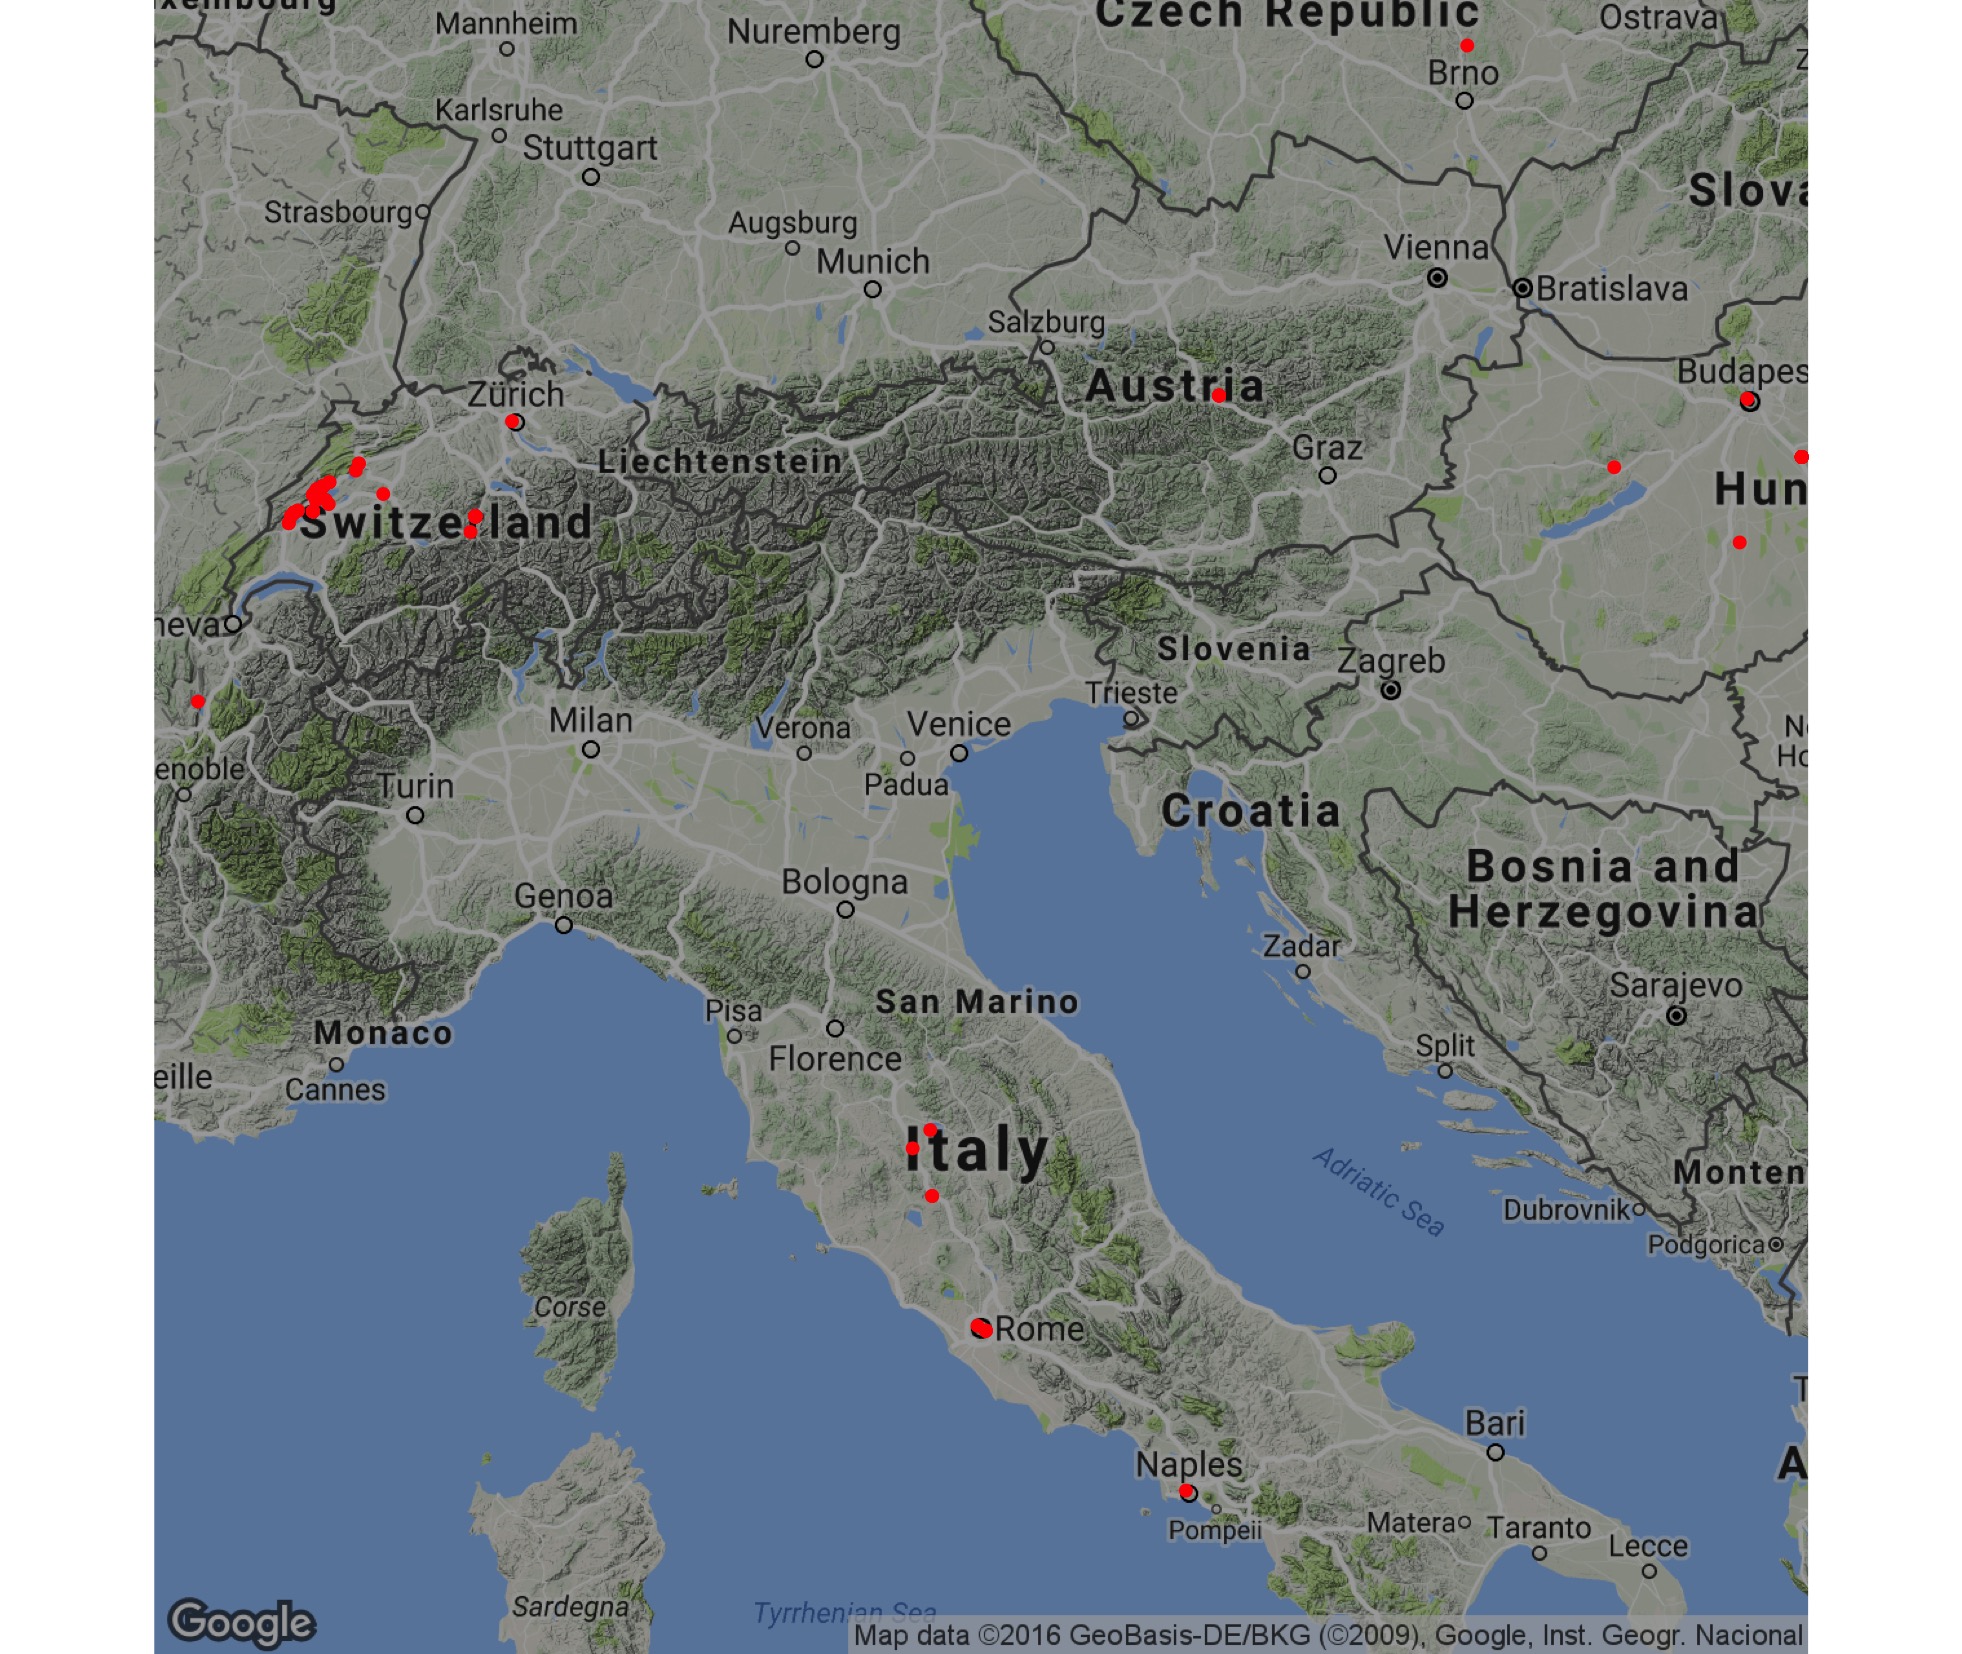 xembourg
Mannheim
Nuremberg
Czech Republic
Ostrava
Brno
Karlsruhe
Stuttgart
Strasbourg
Augsburg
Munich
Slova
Vienna
Bratislava
Salzburg
Budapes
Austria
Zürich
Liechtenstein
Graz
Hun
Switzerland
neva
Slovenia
Zagreb
Trieste
Milan
Verona
Venice
enoble
Turin
Padua
Croatia
Bosnia and
Herzegovina
Bologna
Genoa
Zadar
Sarajevo
Pisa
San Marino
Monaco
Florence
Split
eille
Cannes
Italy
Adriatic Sea
Monten
Dubrovnik
Podgorica
Corse
Rome
Bari
Naples
Pompeii
Matera
Taranto
Lecce
Sardegna
Tyrrhenian Sea
Google
Map data ©2016 GeoBasis-DE/BKG (©2009), Google, Inst. Geogr. Nacional